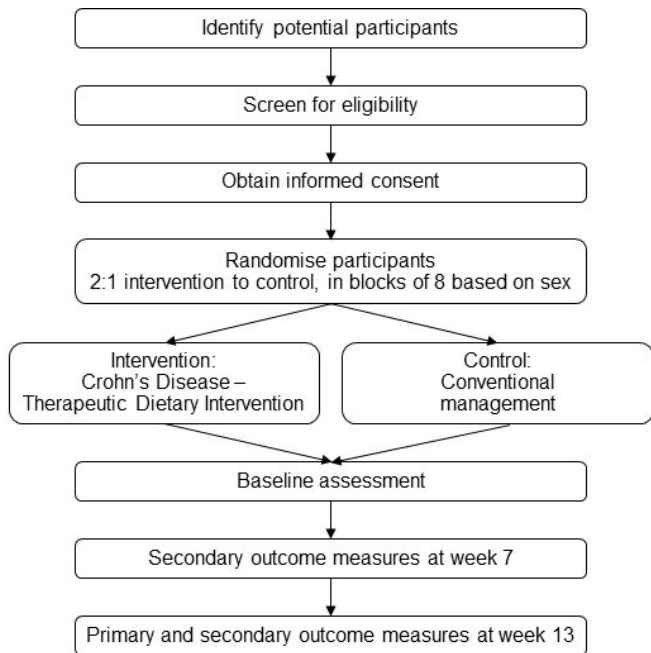 Identify potential participants
Screen for eligibility
Obtain informed consent
Randomise participants
2:1 intervention to control, in blocks of 8 based on sex
Intervention:
Crohn's Disease –
Therapeutic Dietary Intervention
Control:
Conventional
management
Baseline assessment
Secondary outcome measures at week 7
Primary and secondary outcome measures at week 13